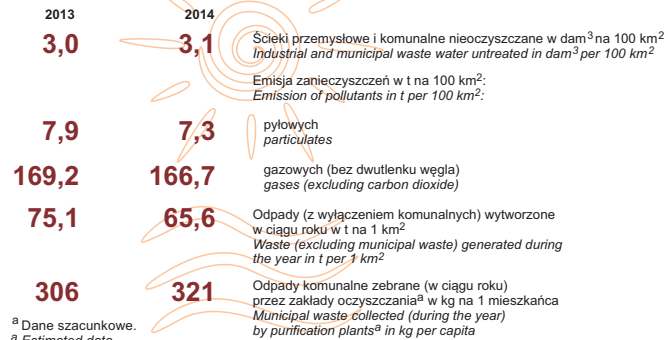 2013 2014
3,0 3,1 Ścieki przemysłowe i komunalne nieoczyszczane w dam³ na 100 km²
Industrial and municipal waste water untreated in dam³ per 100 km²
Emisja zanieczyszczeń w t na 100 km²:
Emission of pollutants in t per 100 km²:
7,9 7,3 pyłowych
particulates
169,2 166,7 gazowych (bez dwutlenku węgla)
gases (excluding carbon dioxide)
75,1 65,6 Odpady (z wyłączeniem komunalnych) wytworzone
w ciągu roku w t na 1 km²
Waste (excluding municipal waste) generated during
the year in t per 1 km²
306 321 Odpady komunalne zebrane (w ciągu roku)
przez zakłady oczyszczaniaᵃ w kg na 1 mieszkańca
Municipal waste collected (during the year)
by purification plantsᵃ in kg per capita
ᵃ Dane szacunkowe.
ᵃ Estimated data.